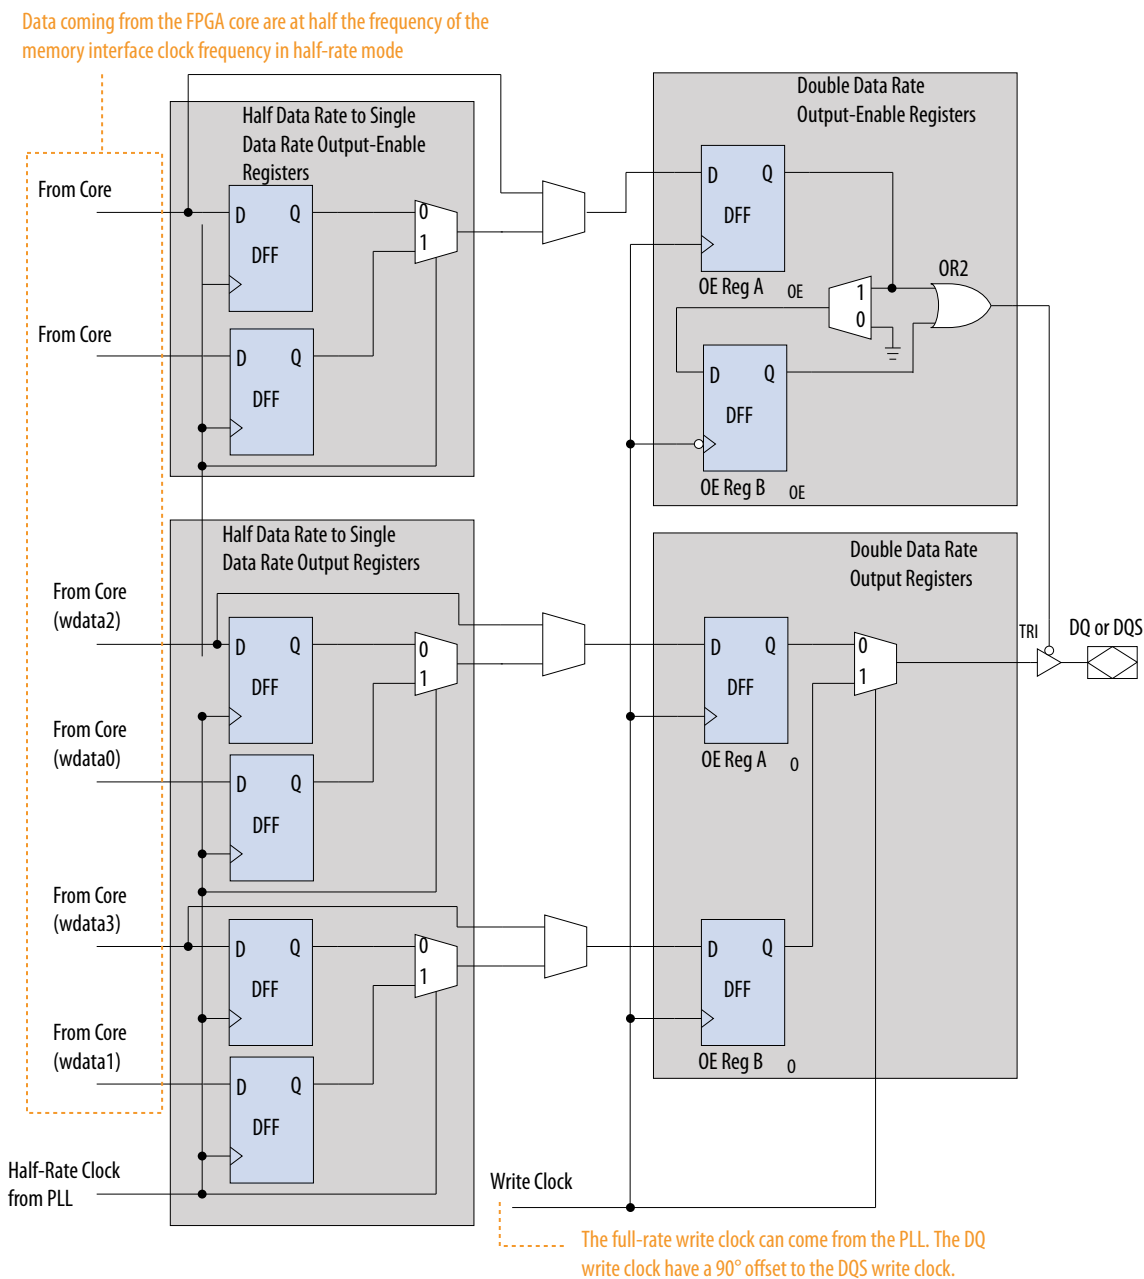 Data coming from the FPGA core are at half the frequency of the
memory interface clock frequency in half-rate mode
Half Data Rate to Single
Data Rate Output-Enable
Registers
Double Data Rate
Output-Enable Registers
From Core
D Q
DFF
0
1
D Q
DFF
OE Reg A OE
OR2
1
0
From Core
D Q
DFF
D Q
DFF
OE Reg B OE
Half Data Rate to Single
Data Rate Output Registers
Double Data Rate
Output Registers
From Core
(wdata2)
D Q
DFF
0
1
D Q
DFF
OE Reg A O
0
1
TRI
DQ or DQS
From Core
(wdata0)
D Q
DFF
From Core
(wdata3)
D Q
DFF
0
1
D Q
DFF
OE Reg B O
From Core
(wdata1)
D Q
DFF
Half-Rate Clock
from PLL
Write Clock
The full-rate write clock can come from the PLL. The DQ
write clock have a 90° offset to the DQS write clock.